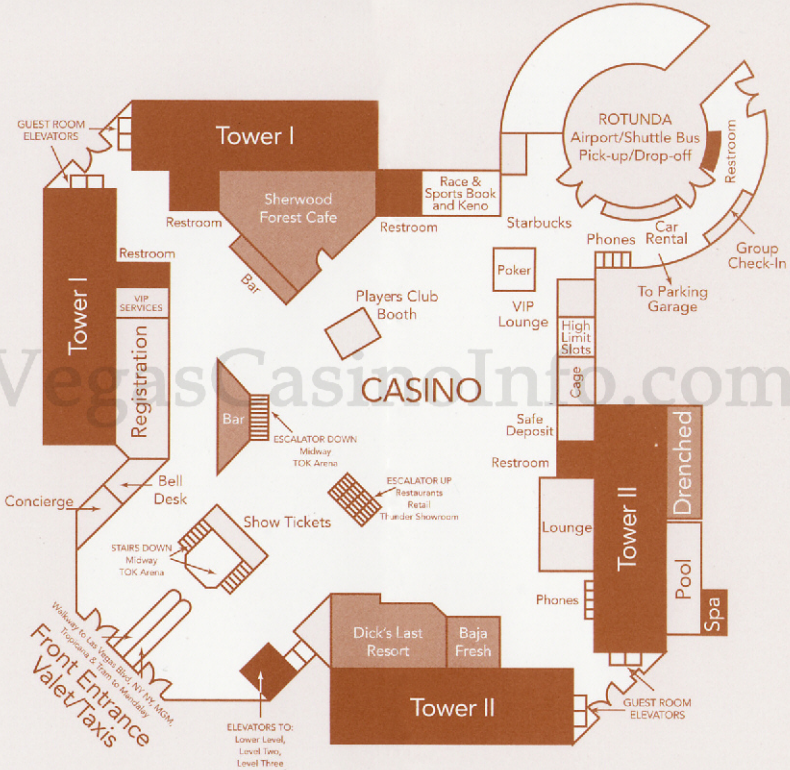 GUEST ROOM
ELEVATORS
Tower I
ROTUNDA
Airport/Shuttle Bus
Pick-up/Drop-off
Restroom
Sherwood
Forest Cafe
Race &
Sports Book
and Keno
Restroom
Restroom
Starbucks
Phones
Car
Rental
Group
Check-In
Restroom
Bar
Poker
To Parking
Garage
VIP
SERVICES
Players Club
Booth
VIP
Lounge
Tower I
Registration
High
Limit
Slots
VegasCasinoInfo.com
CASINO
Cage
Bar
ESCALATOR DOWN
Midway
TOK Arena
Safe
Deposit
Drenched
Restroom
Concierge
Bell
Desk
ESCALATOR UP
Restaurants
Retail
Thunder Showroom
Show Tickets
Lounge
Tower II
STAIRS DOWN
Midway
TOK Arena
Pool
Phones
Spa
Walkway to Las Vegas Blvd, NY NY, MGM,
Tropicana & Tram to Mandalay
Front Entrance
Valet/Taxis
Dick's Last
Resort
Baja
Fresh
Tower II
GUEST ROOM
ELEVATORS
ELEVATORS TO:
Lower Level,
Level Two,
Level Three